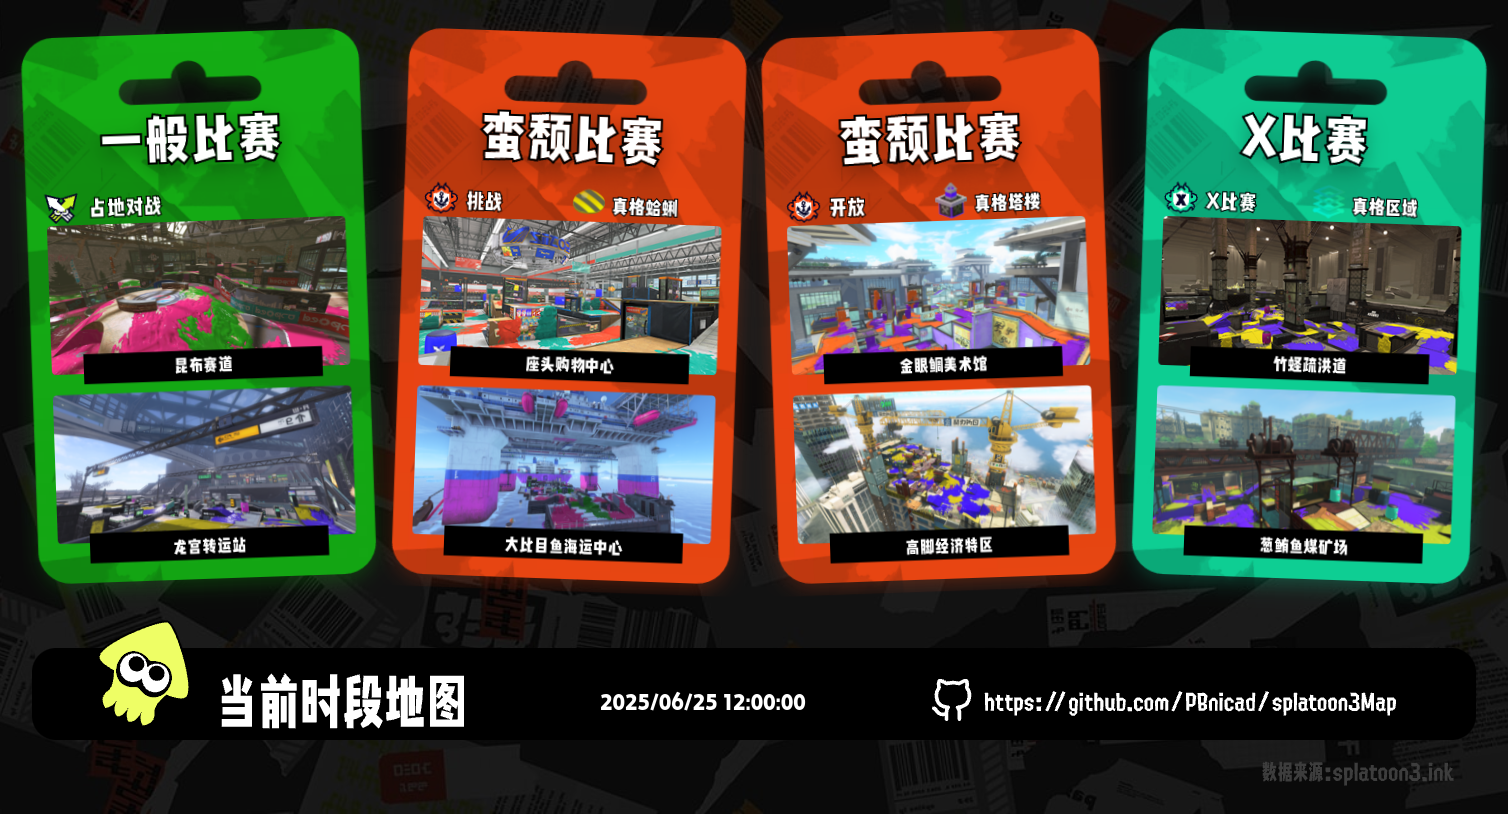 一般比赛
占地对战
昆布赛道
龙宫转运站
蛮颓比赛
挑战
真格蛤蜊
座头购物中心
大比目鱼海运中心
蛮颓比赛
开放
真格塔楼
金眼鲷美术馆
高脚经济特区
X比赛
X比赛
真格区域
竹蛏疏洪道
葱鲔鱼煤矿场
当前时段地图
2025/06/25 12:00:00
https://github.com/PBnicad/splatoon3Map
数据来源:splatoon3.ink